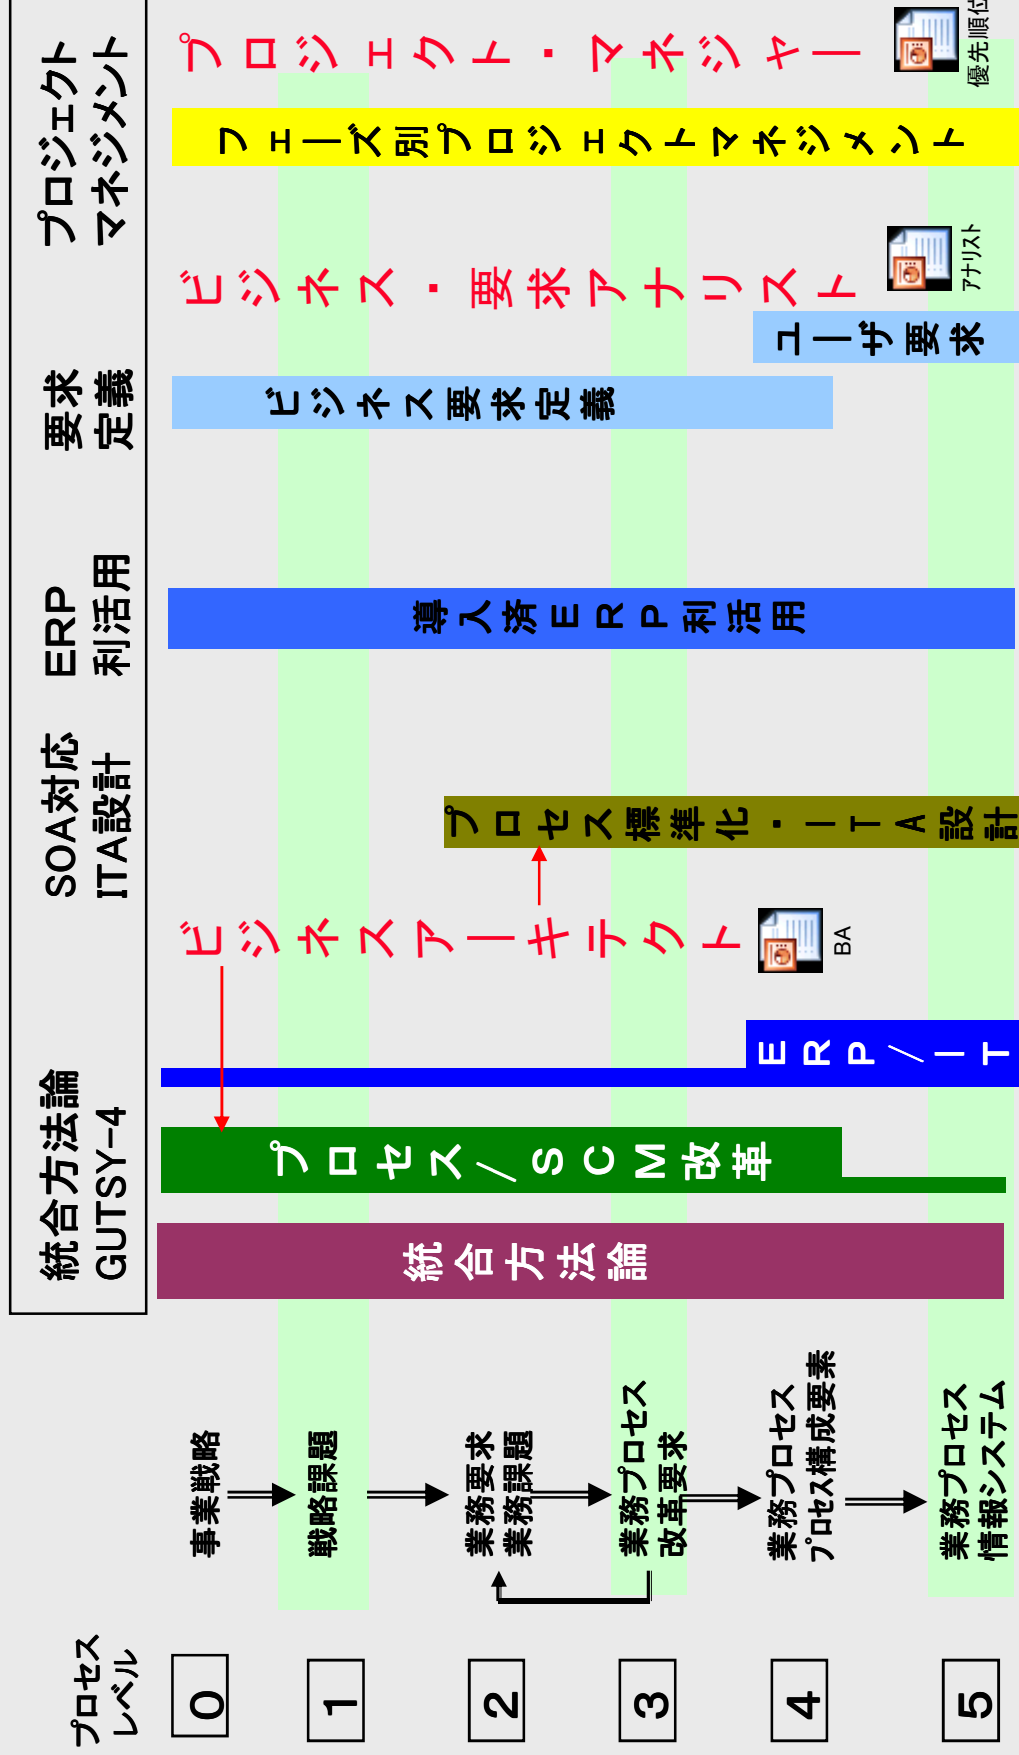 プロセス
レベル
統合方法論
GUTSY-4
SOA対応
ITA設計
ERP
利活用
要求
定義
プロジェクト
マネジメント
0
事業戦略
1
戦略課題
2
業務要求
業務課題
3
業務プロセス
改革要求
4
業務プロセス
プロセス構成要素
5
業務プロセス
情報システム
統合方法論
プロセス/SCM改革
ERP/IT
ビジネスアーキテクト
BA
プロセス標準化・ITA設計
導入済ERP利活用
ビジネス要求定義
ユーザ要求
ビジネス・要求アナリスト
アナリスト
フェーズ別プロジェクトマネジメント
プロジェクト・マネジャー
優先順位